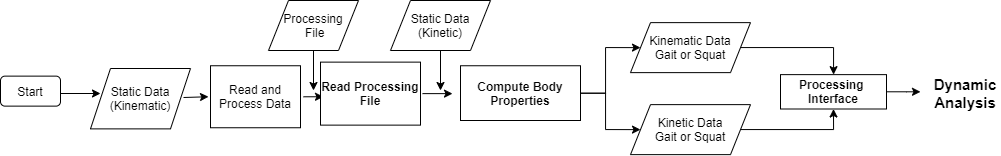 Start
Static Data
(Kinematic)
Read and
Process Data
Processing
File
Read Processing
File
Static Data
(Kinetic)
Compute Body
Properties
Kinematic Data
Gait or Squat
Kinetic Data
Gait or Squat
Processing
Interface
Dynamic
Analysis